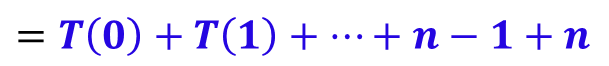 = T(0) + T(1) + ⋯ + n − 1 + n